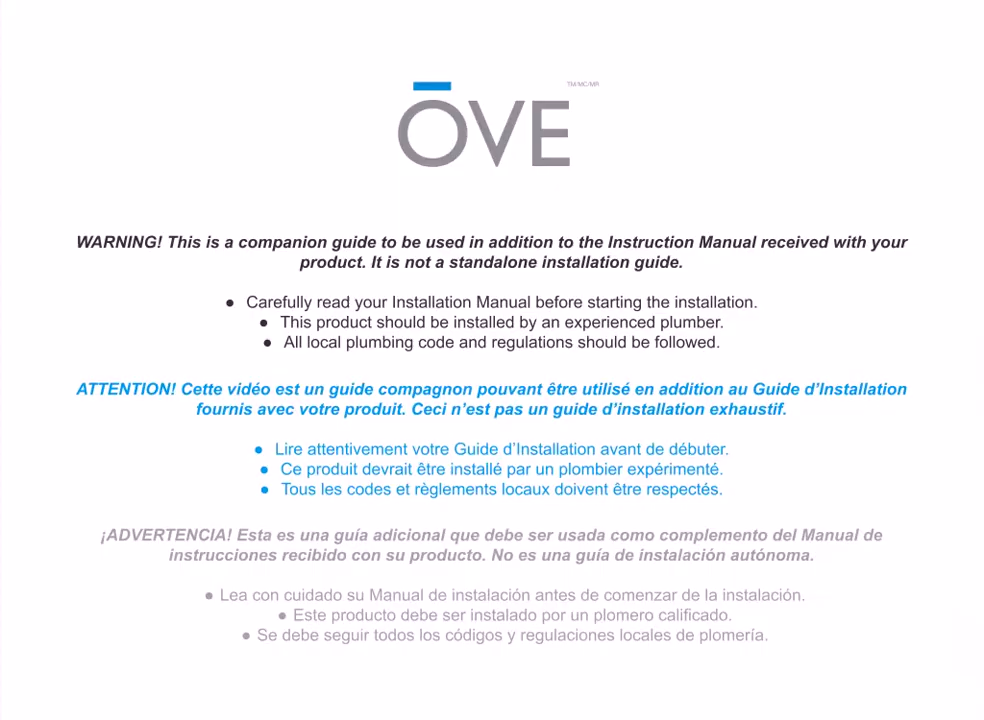 ŌVE
TM/MC/MR
WARNING! This is a companion guide to be used in addition to the Instruction Manual received with your
product. It is not a standalone installation guide.
● Carefully read your Installation Manual before starting the installation.
● This product should be installed by an experienced plumber.
● All local plumbing code and regulations should be followed.
ATTENTION! Cette vidéo est un guide compagnon pouvant être utilisé en addition au Guide d’Installation
fournis avec votre produit. Ceci n’est pas un guide d’installation exhaustif.
● Lire attentivement votre Guide d’Installation avant de débuter.
● Ce produit devrait être installé par un plombier expérimenté.
● Tous les codes et règlements locaux doivent être respectés.
¡ADVERTENCIA! Esta es una guía adicional que debe ser usada como complemento del Manual de
instrucciones recibido con su producto. No es una guía de instalación autónoma.
● Lea con cuidado su Manual de instalación antes de comenzar de la instalación.
● Este producto debe ser instalado por un plomero calificado.
● Se debe seguir todos los códigos y regulaciones locales de plomería.